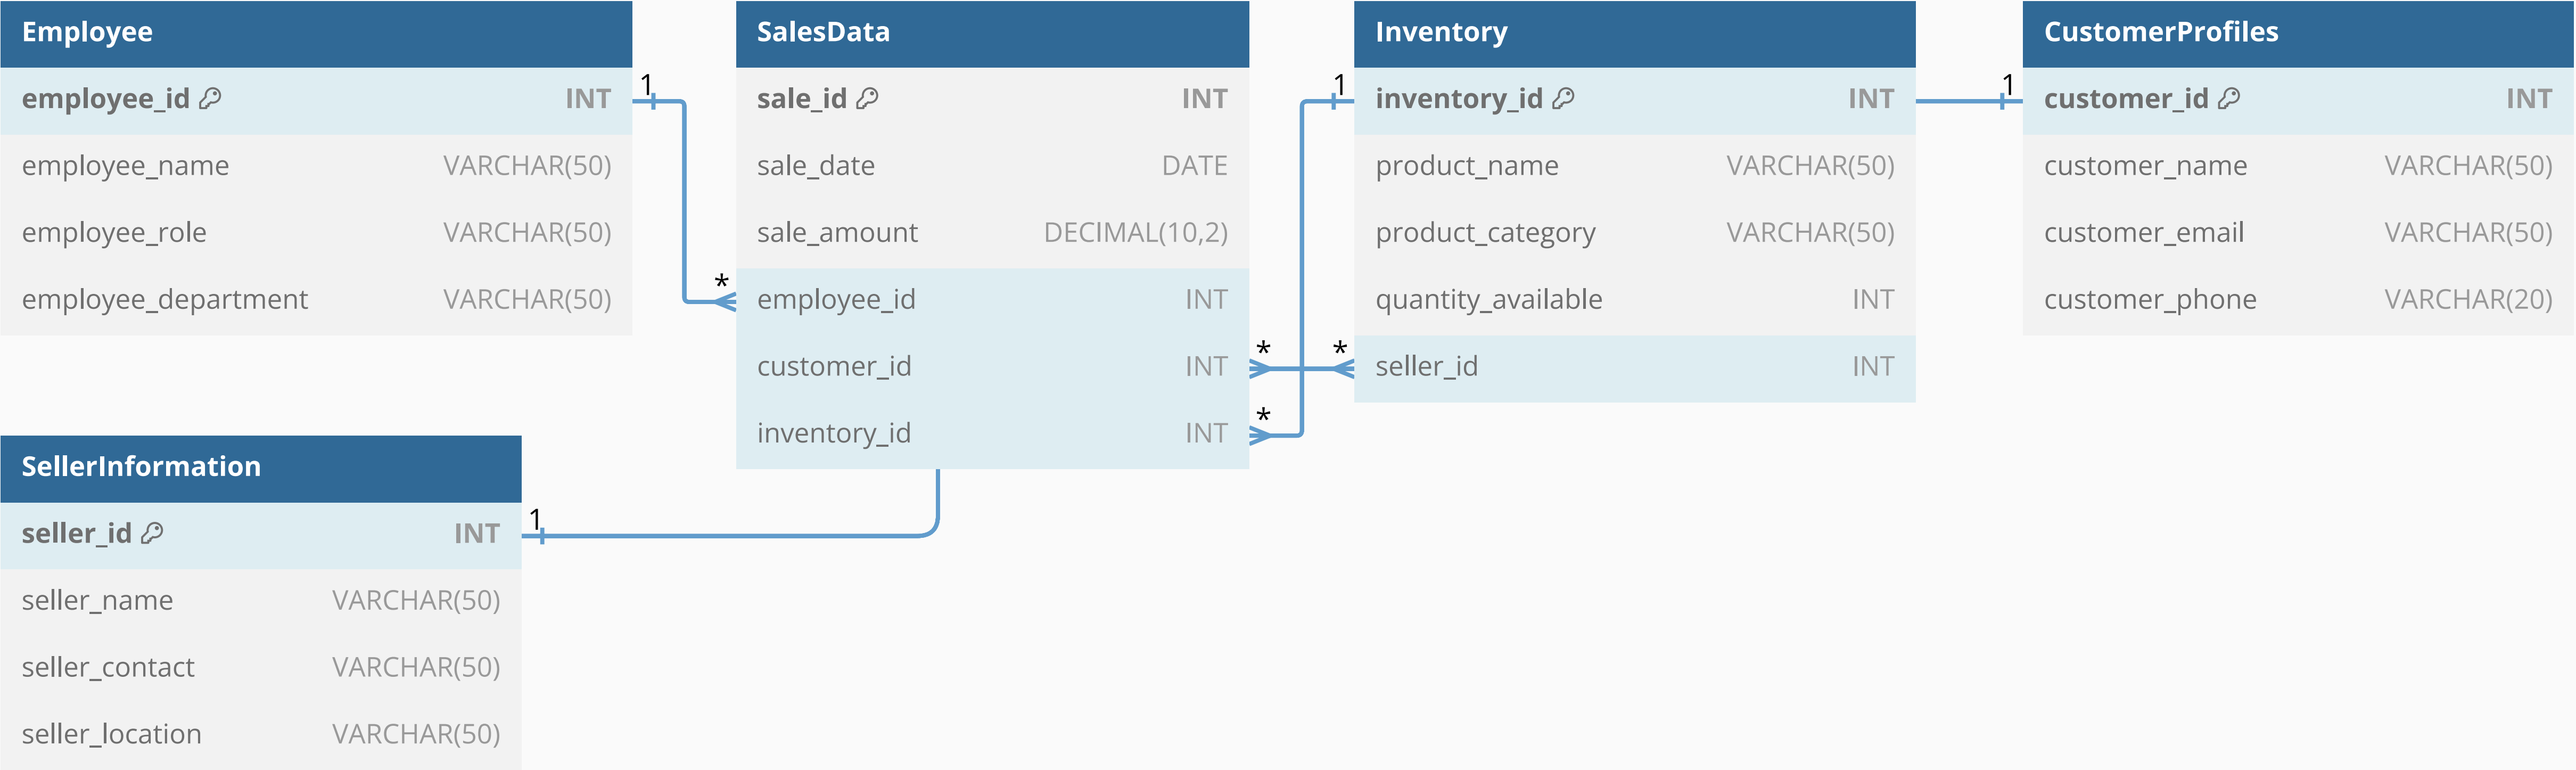 Employee
employee_id INT
employee_name VARCHAR(50)
employee_role VARCHAR(50)
employee_department VARCHAR(50)
1
*
SalesData
sale_id INT
sale_date DATE
sale_amount DECIMAL(10,2)
employee_id INT
customer_id INT
inventory_id INT
*
*
*
1
Inventory
inventory_id INT
product_name VARCHAR(50)
product_category VARCHAR(50)
quantity_available INT
seller_id INT
1
CustomerProfiles
customer_id INT
customer_name VARCHAR(50)
customer_email VARCHAR(50)
customer_phone VARCHAR(20)
SellerInformation
seller_id INT
seller_name VARCHAR(50)
seller_contact VARCHAR(50)
seller_location VARCHAR(50)
1